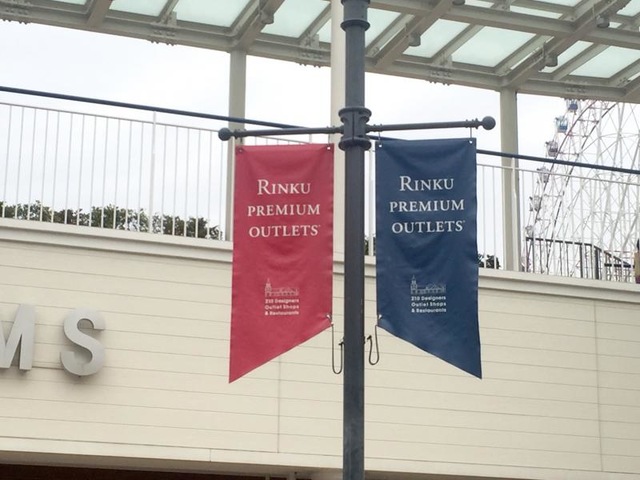 RINKU
PREMIUM
OUTLETS
210 Designers
Outlet Shops
& Restaurants
RINKU
PREMIUM
OUTLETS
210 Designers
Outlet Shops
& Restaurants
MS